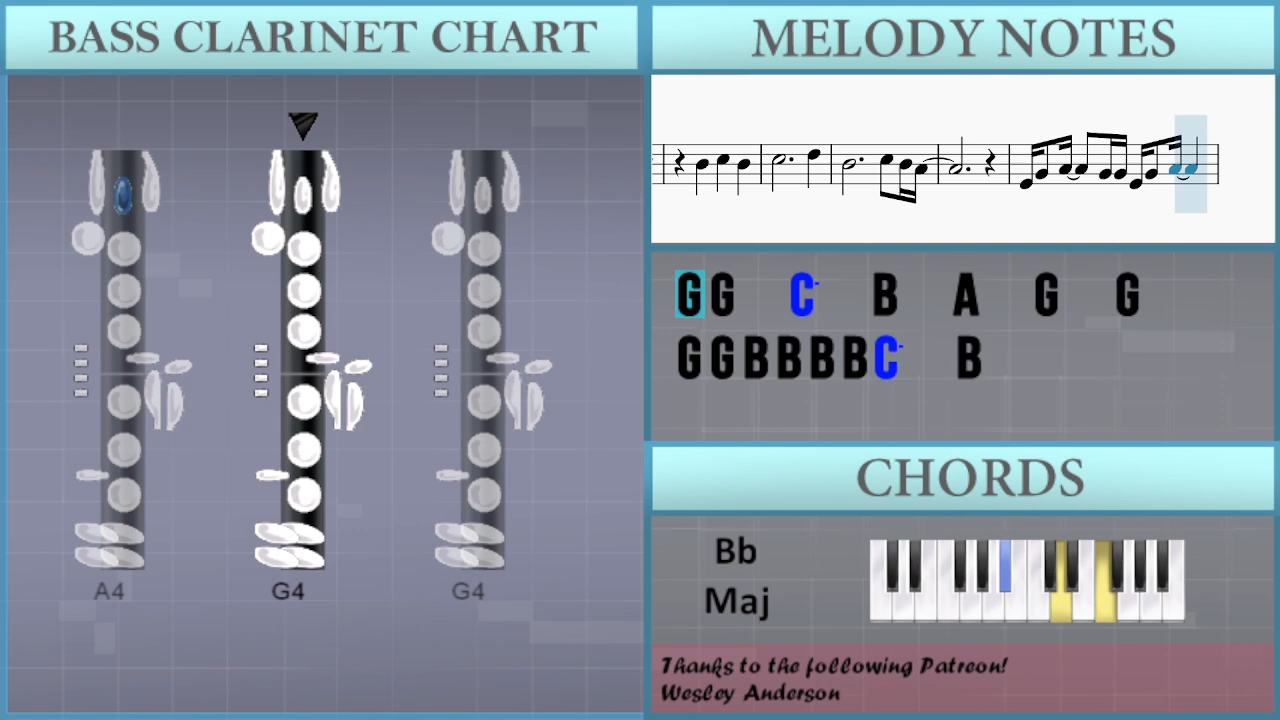 BASS CLARINET CHART
A4
G4
G4
MELODY NOTES
G G C- B A G G
G G B B B B C- B
CHORDS
Bb
Maj
Thanks to the following Patreon!
Wesley Anderson